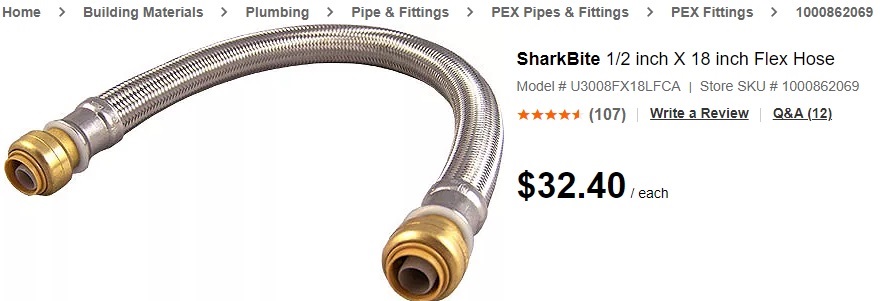 Home > Building Materials > Plumbing > Pipe & Fittings > PEX Pipes & Fittings > PEX Fittings > 1000862069
SharkBite 1/2 inch X 18 inch Flex Hose
Model # U3008FX18LFCA | Store SKU # 1000862069
(107) | Write a Review | Q&A (12)
$32.40 / each